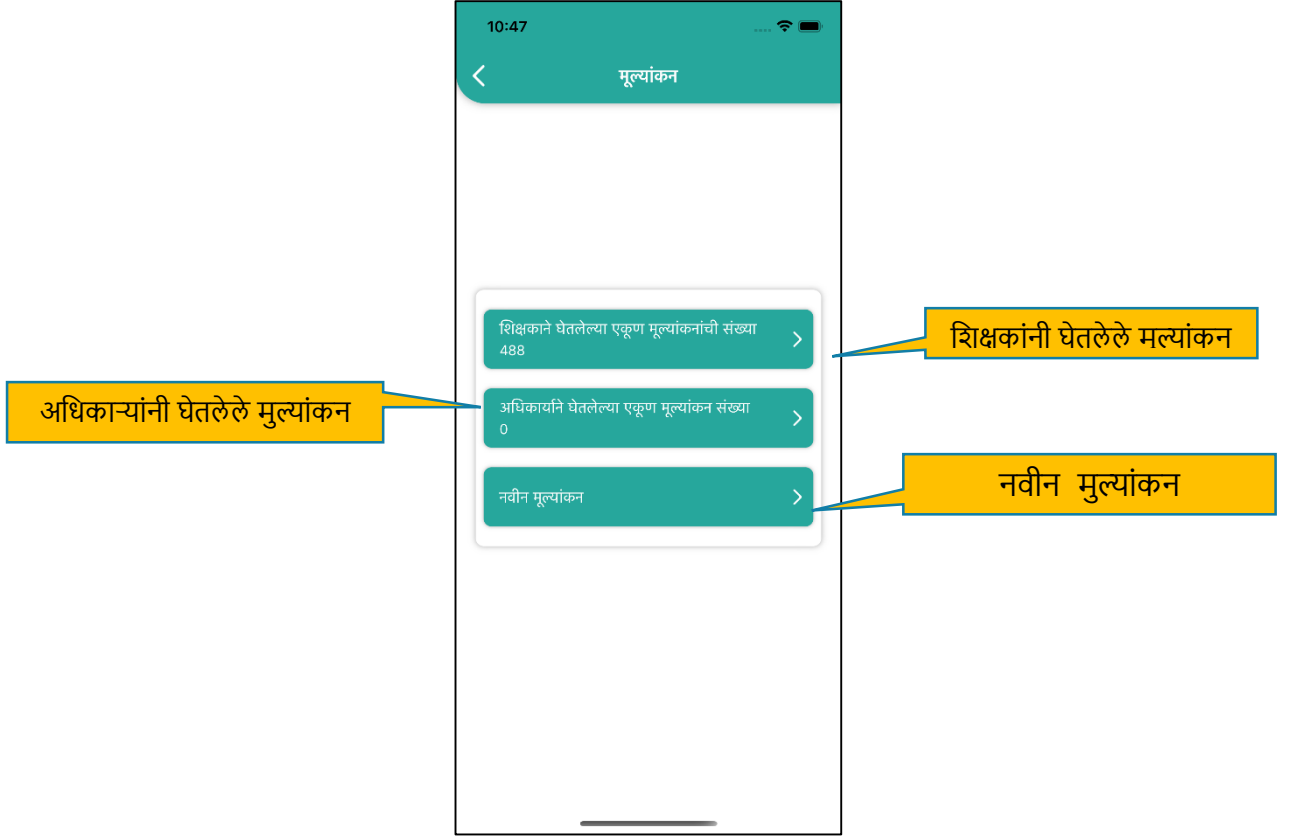 10:47
मूल्यांकन
शिक्षकाने घेतलेल्या एकूण मूल्यांकनांची संख्या
488
शिक्षकांनी घेतलेले मल्यांकन
अधिकाऱ्यांनी घेतलेले मुल्यांकन
अधिकार्याने घेतलेल्या एकूण मूल्यांकन संख्या
0
नवीन मूल्यांकन
नवीन मुल्यांकन